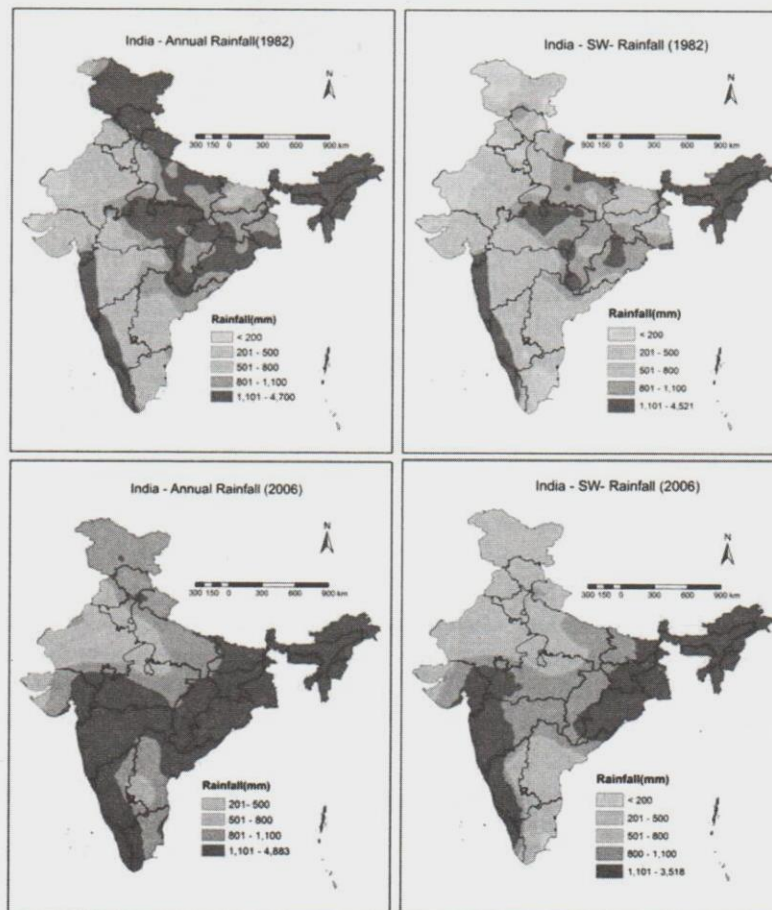 India - Annual Rainfall(1982)
N
300 150 0 300 600 900 km
Rainfall(mm)
< 200
201 - 500
501 - 800
801 - 1,100
1,101 - 4,700
India - SW- Rainfall (1982)
N
300 150 0 300 600 900 km
Rainfall(mm)
< 200
201 - 500
501 - 800
801 - 1,100
1,101 - 4,521
India - Annual Rainfall (2006)
N
300 150 0 300 600 900 km
Rainfall(mm)
201- 500
501 - 800
801 - 1,100
1,101 - 4,883
India - SW- Rainfall (2006)
N
300 150 0 300 600 900 km
Rainfall(mm)
< 200
201 - 500
501 - 800
800 - 1,100
1,101 - 3,518